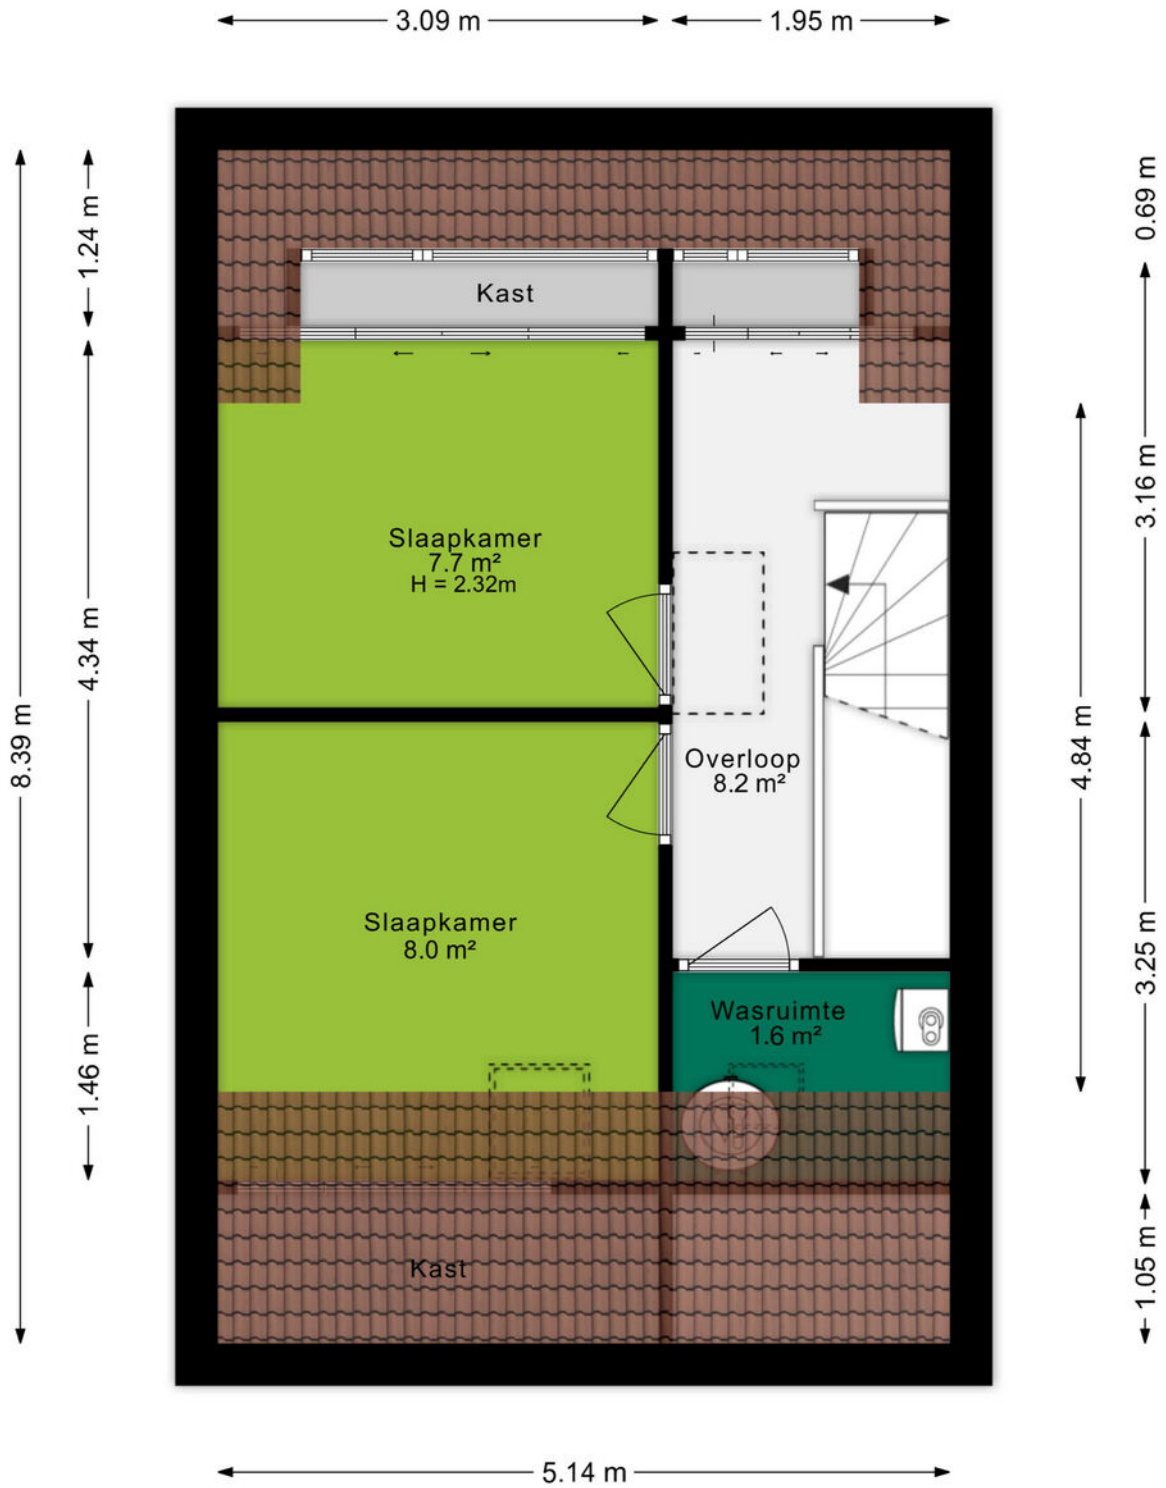 3.09 m
1.95 m
1.24 m
0.69 m
Kast
3.16 m
Slaapkamer
7.7 m²
H = 2.32m
4.34 m
8.39 m
4.84 m
Overloop
8.2 m²
Slaapkamer
8.0 m²
3.25 m
Wasruimte
1.6 m²
1.46 m
Kast
1.05 m
5.14 m